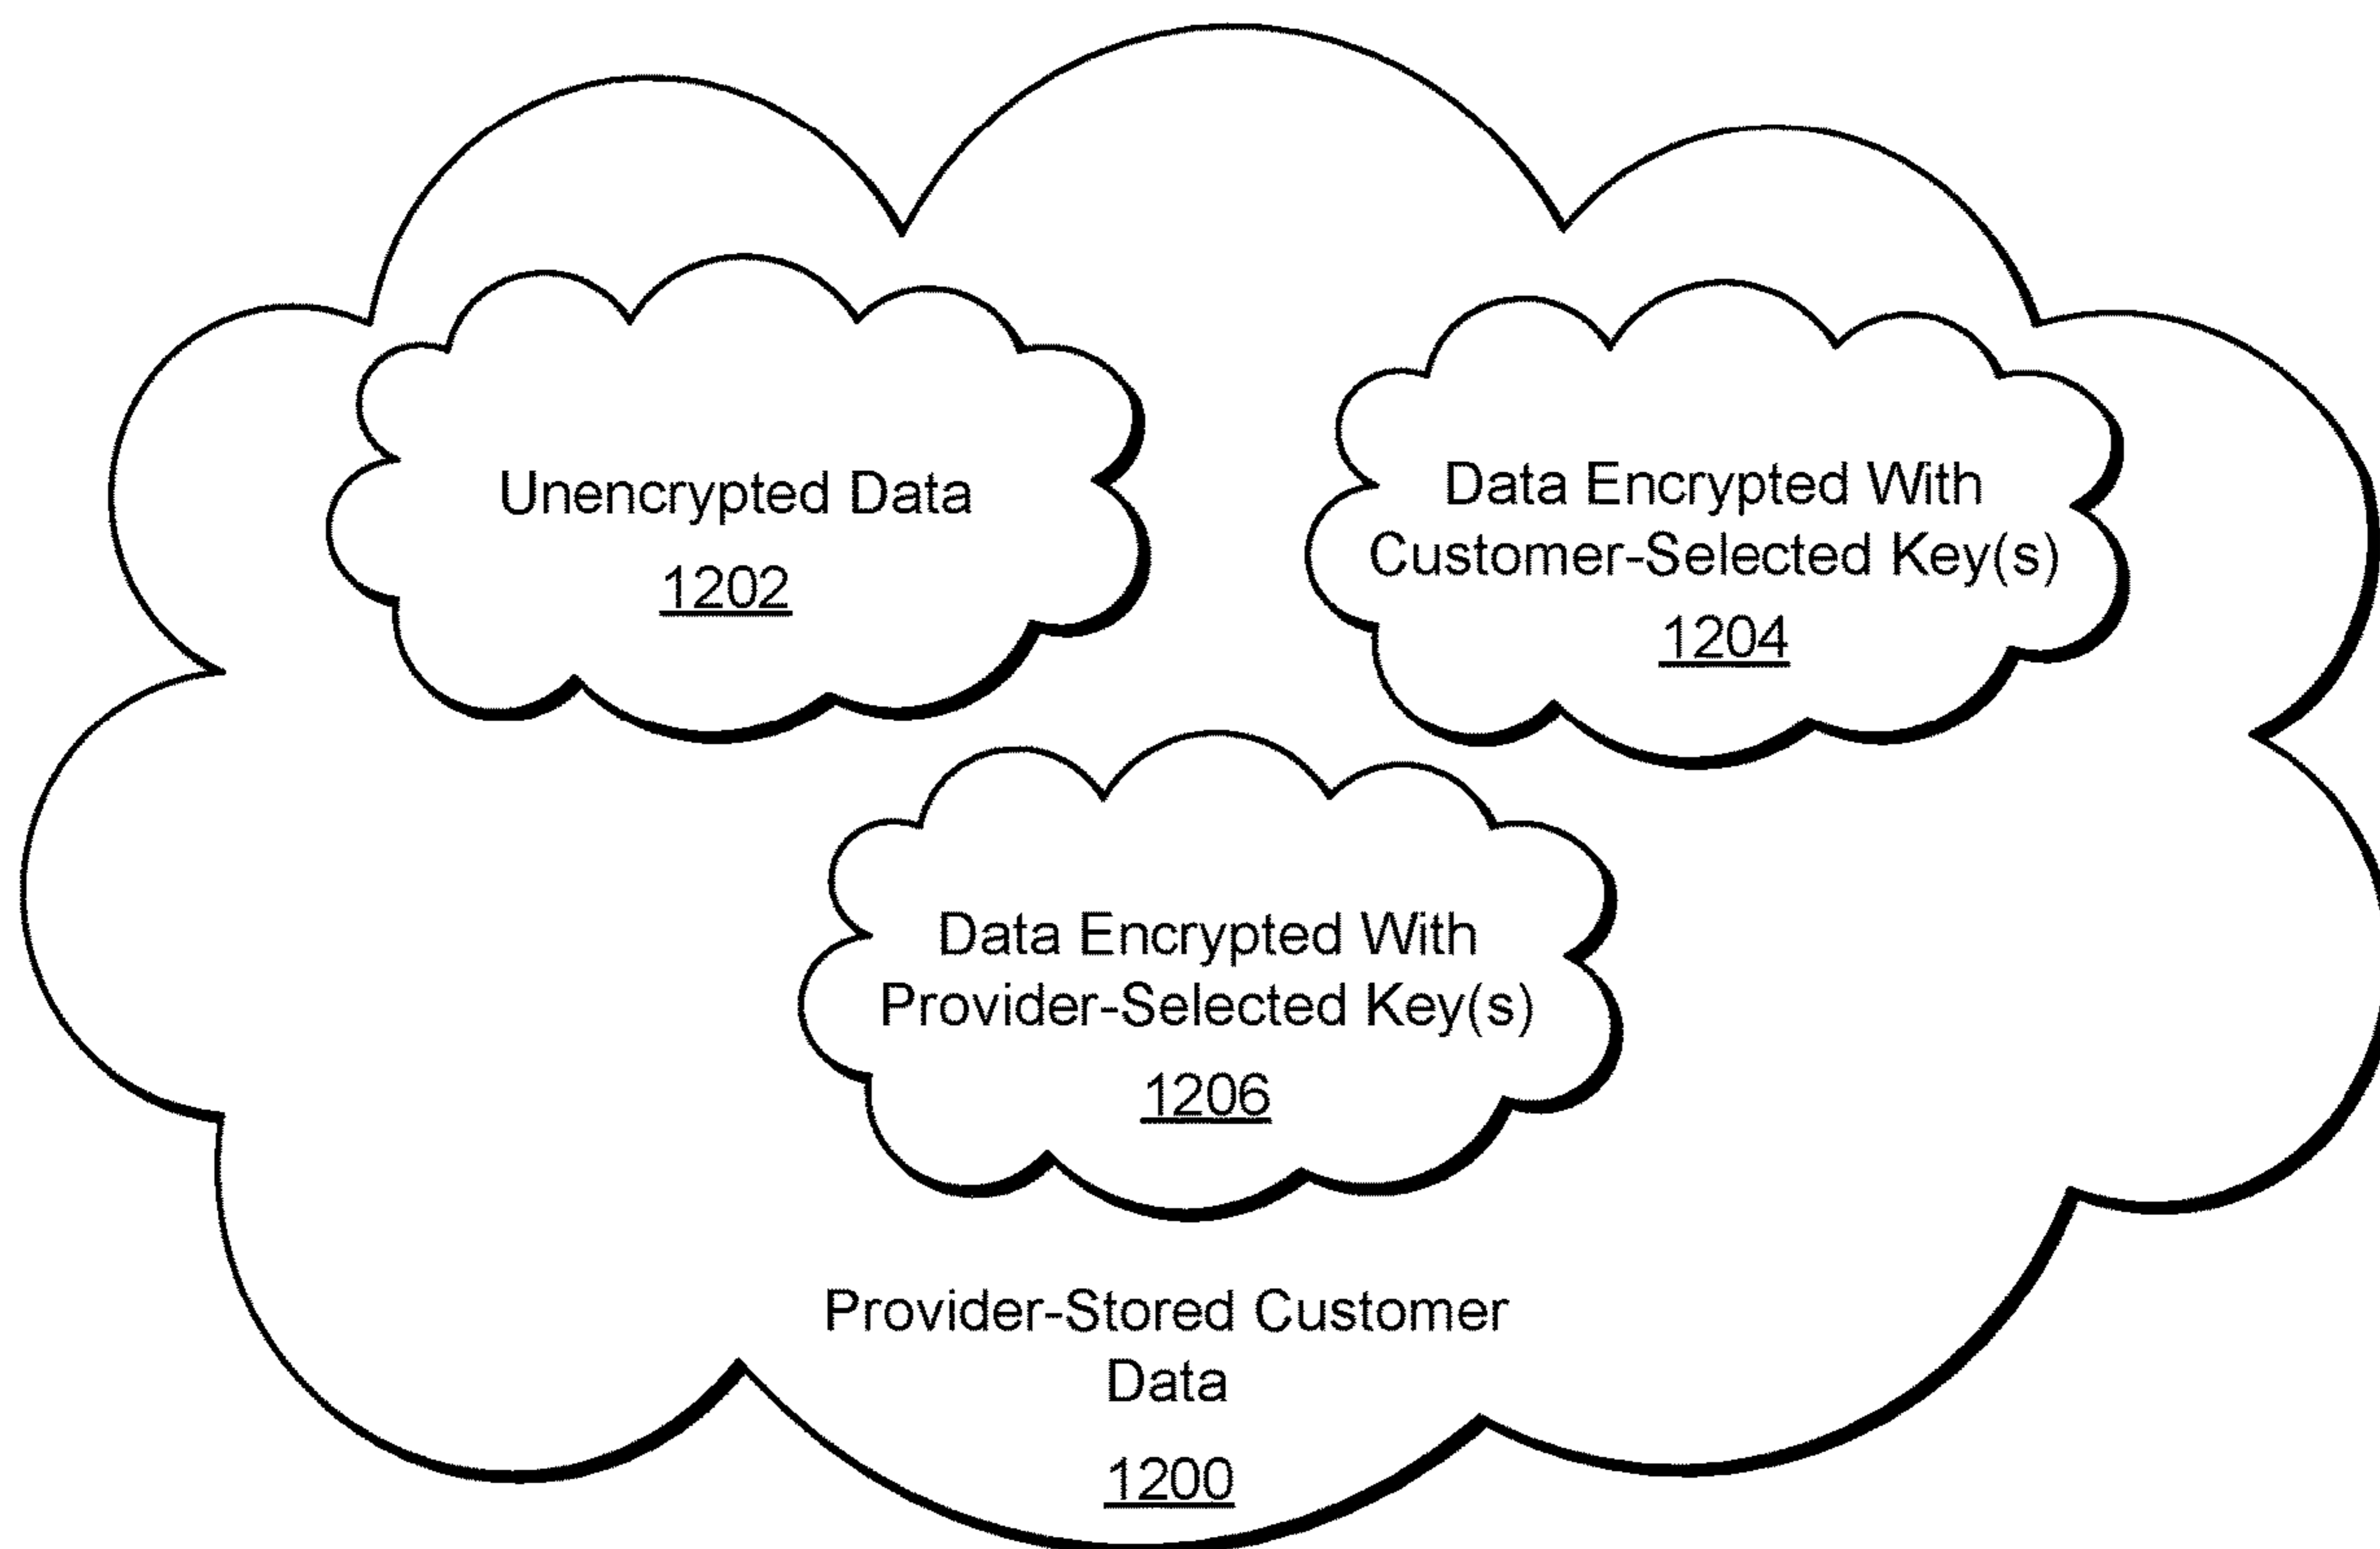 Unencrypted Data
1202
Data Encrypted With
Customer-Selected Key(s)
1204
Data Encrypted With
Provider-Selected Key(s)
1206
Provider-Stored Customer
Data
1200